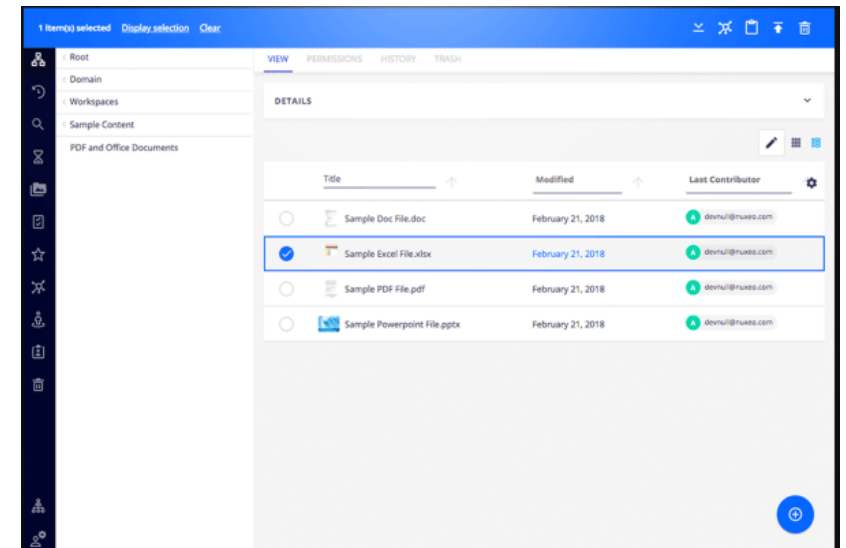 1 item(s) selected Display selection Clear
Root
Domain
Workspaces
Sample Content
PDF and Office Documents
VIEW PERMISSIONS HISTORY TRASH
DETAILS
Title Modified Last Contributor
Sample Doc File.doc February 21, 2018 A devnull@nuxeo.com
Sample Excel File.xlsx February 21, 2018 A devnull@nuxeo.com
Sample PDF File.pdf February 21, 2018 A devnull@nuxeo.com
Sample Powerpoint File.pptx February 21, 2018 A devnull@nuxeo.com